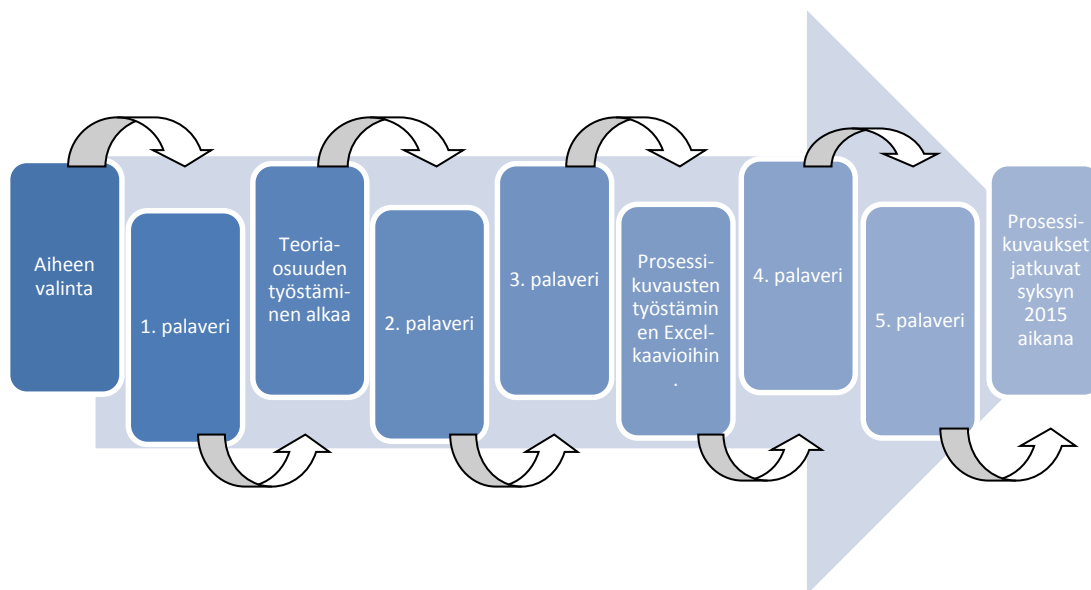 Aiheen
valinta
1. palaveri
Teoria-
osuuden
työstämi-
nen alkaa
2. palaveri
3. palaveri
Prosessi-
kuvausten
työstämin
en Excel-
kaavioihin
.
4. palaveri
5. palaveri
Prosessi-
kuvaukset
jatkuvat
syksyn
2015
aikana